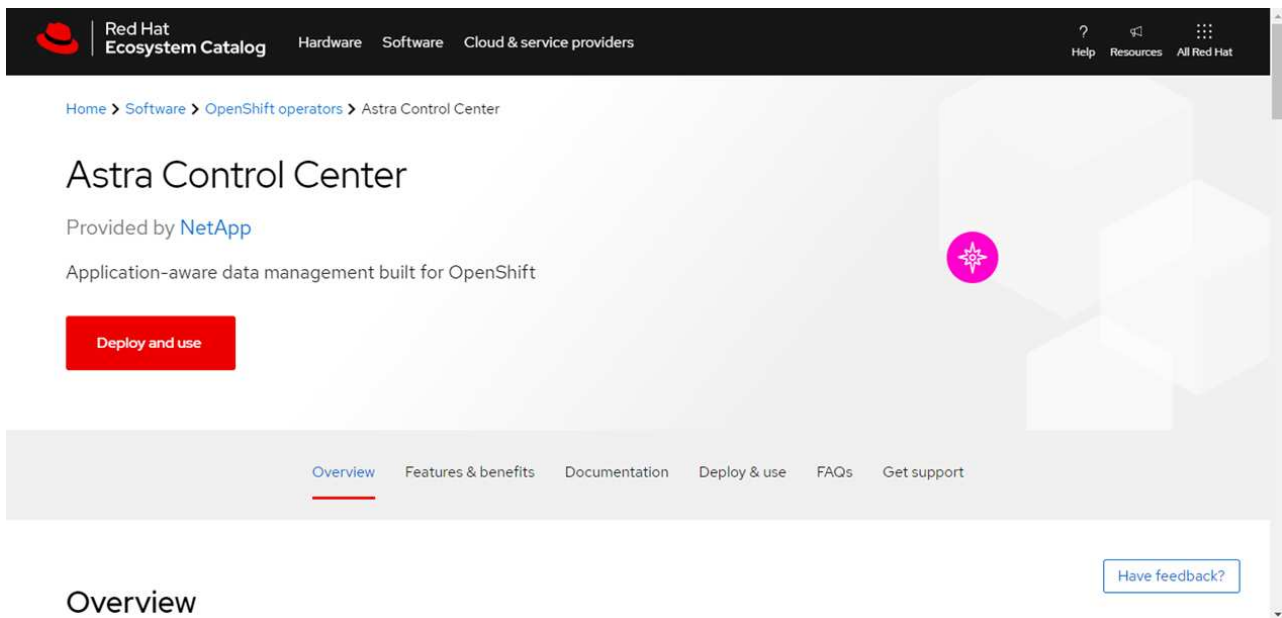 Red Hat
Ecosystem Catalog
Hardware Software Cloud & service providers
? Help Resources All Red Hat
Home > Software > OpenShift operators > Astra Control Center
Astra Control Center
Provided by NetApp
Application-aware data management built for OpenShift
Deploy and use
Overview Features & benefits Documentation Deploy & use FAQs Get support
Have feedback?
Overview